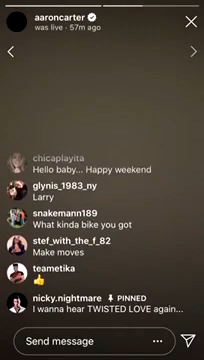 aaroncarter
was live · 57m ago
chicaplayita
Hello baby... Happy weekend
glynis_1983_ny
Larry
snakemann189
What kinda bike you got
stef_with_the_f_82
Make moves
teametika
👍
nicky.nightmare PINNED
I wanna hear TWISTED LOVE again...
Send message